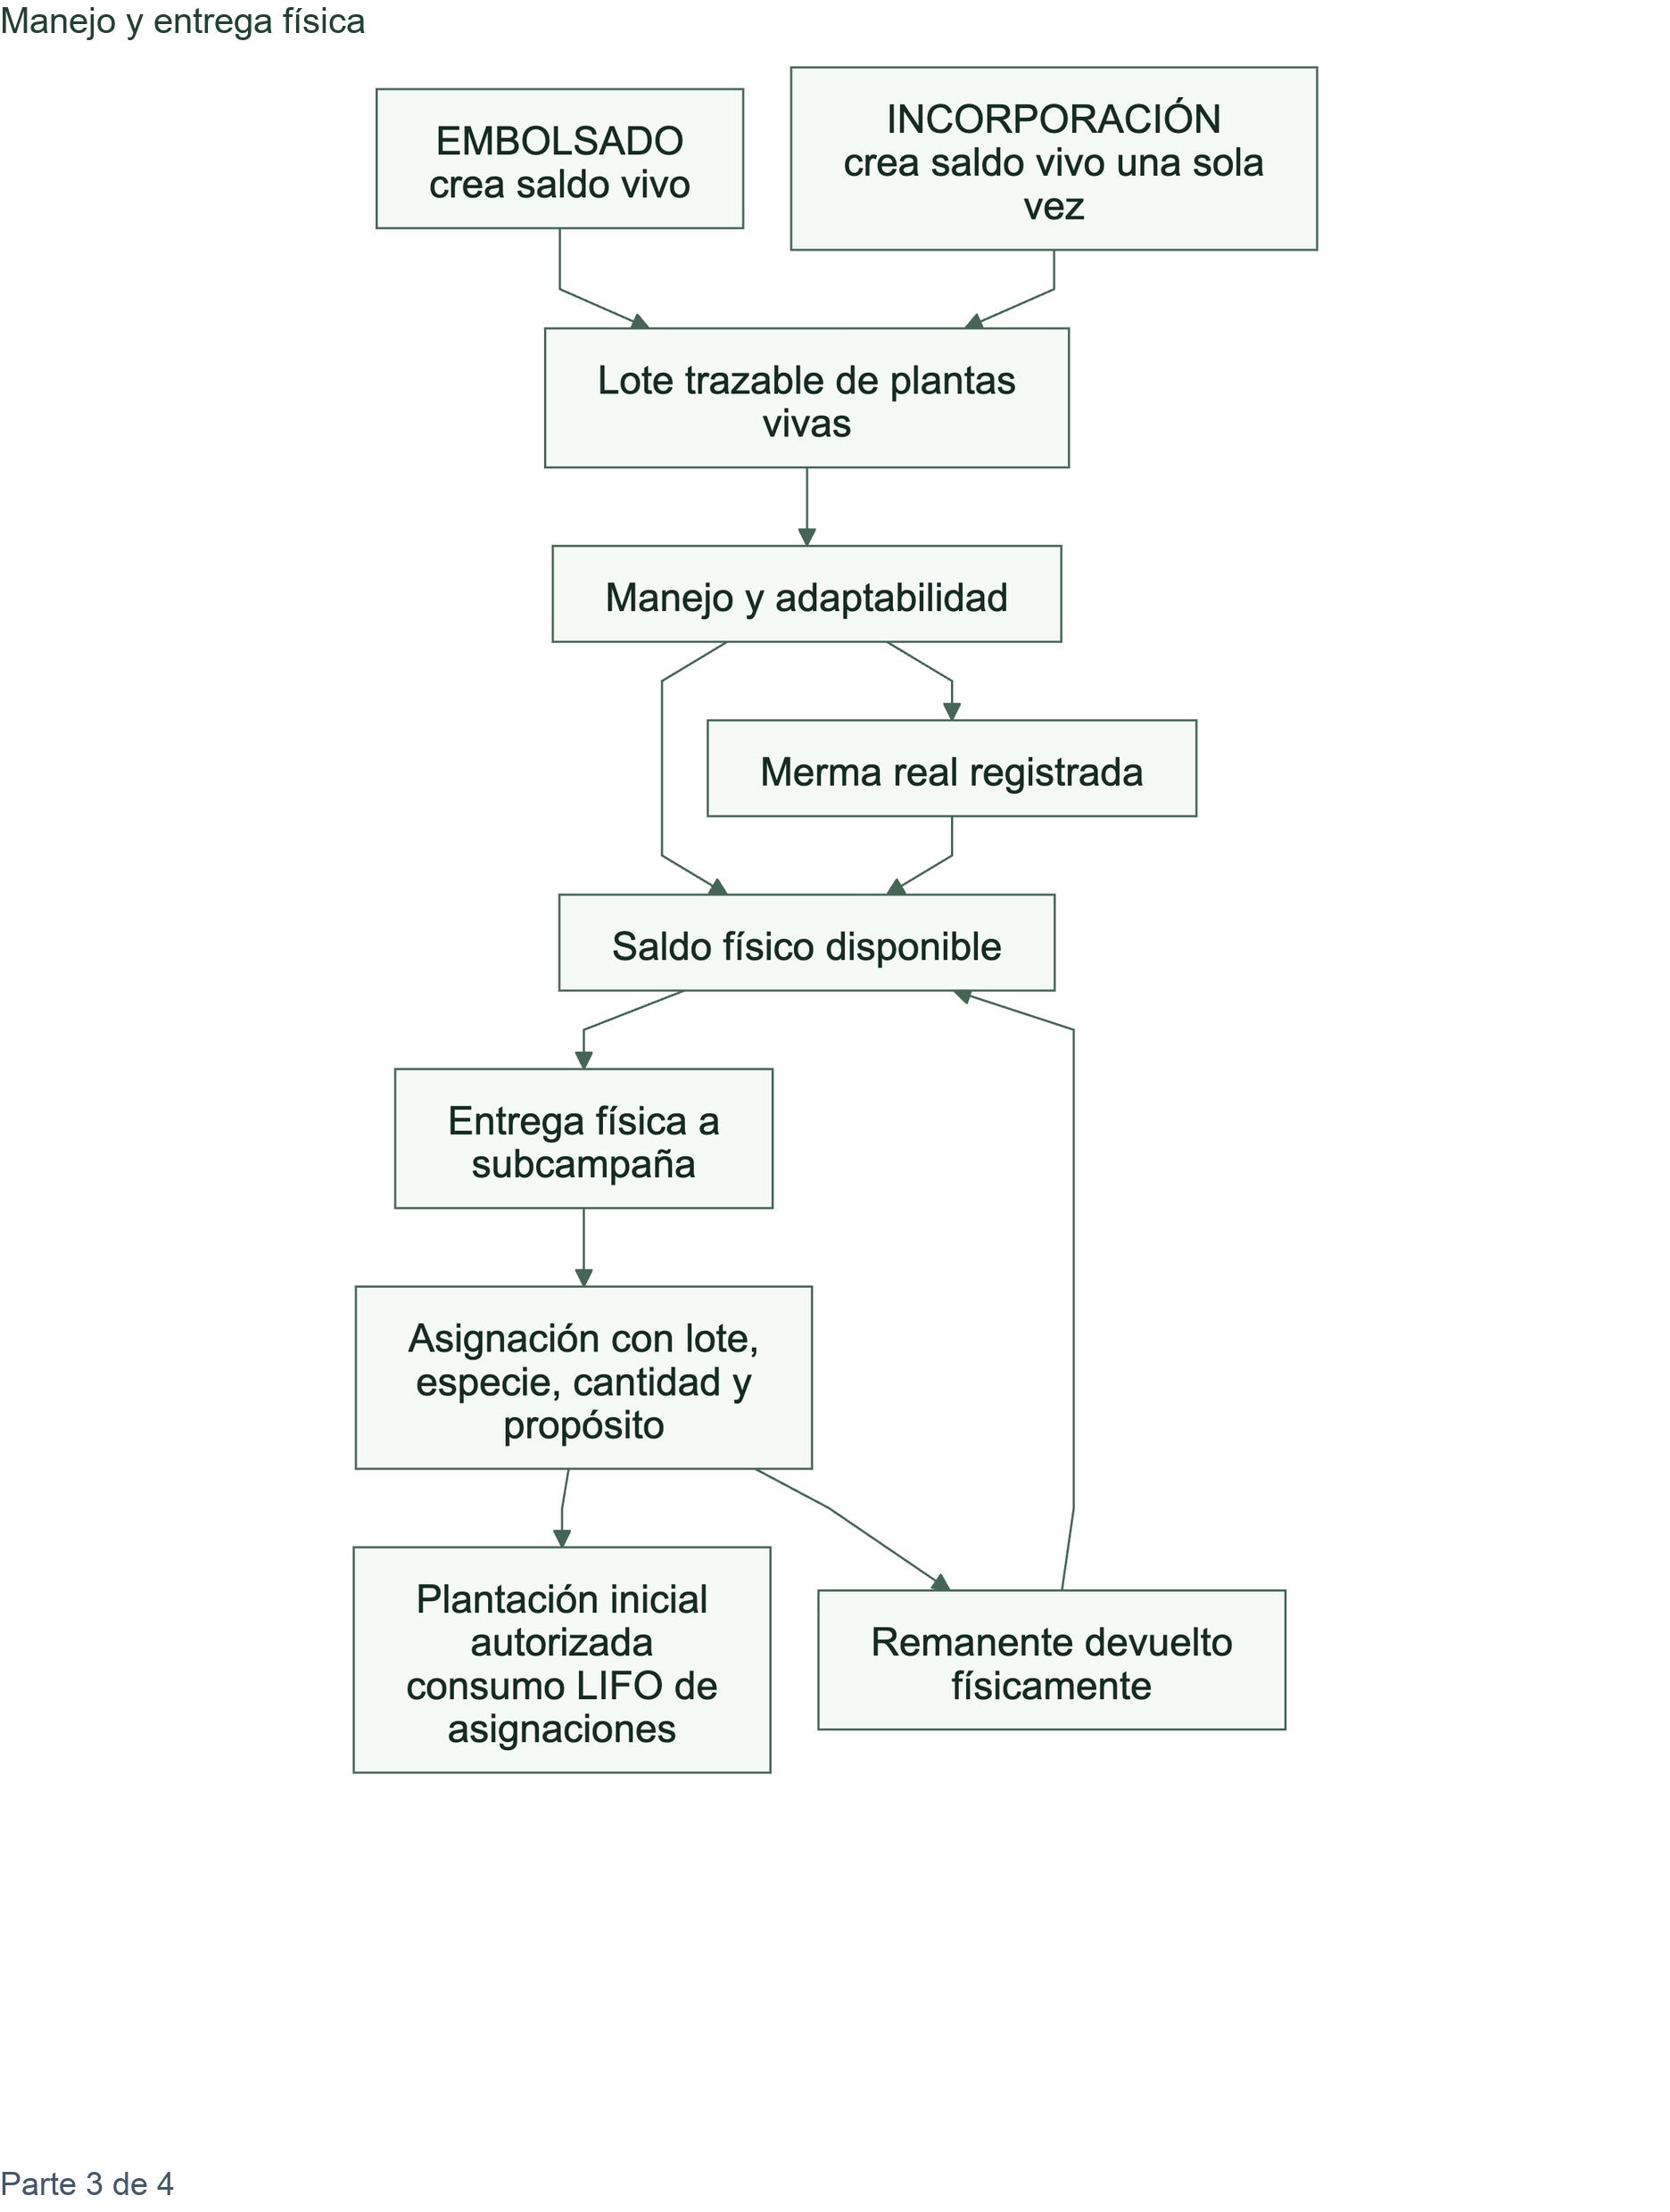 Manejo y entrega física
EMBOLSADO
crea saldo vivo
INCORPORACIÓN
crea saldo vivo una sola
vez
Lote trazable de plantas
vivas
Manejo y adaptabilidad
Merma real registrada
Saldo físico disponible
Entrega física a
subcampaña
Asignación con lote,
especie, cantidad y
propósito
Plantación inicial
autorizada
consumo LIFO de
asignaciones
Remanente devuelto
físicamente
Parte 3 de 4